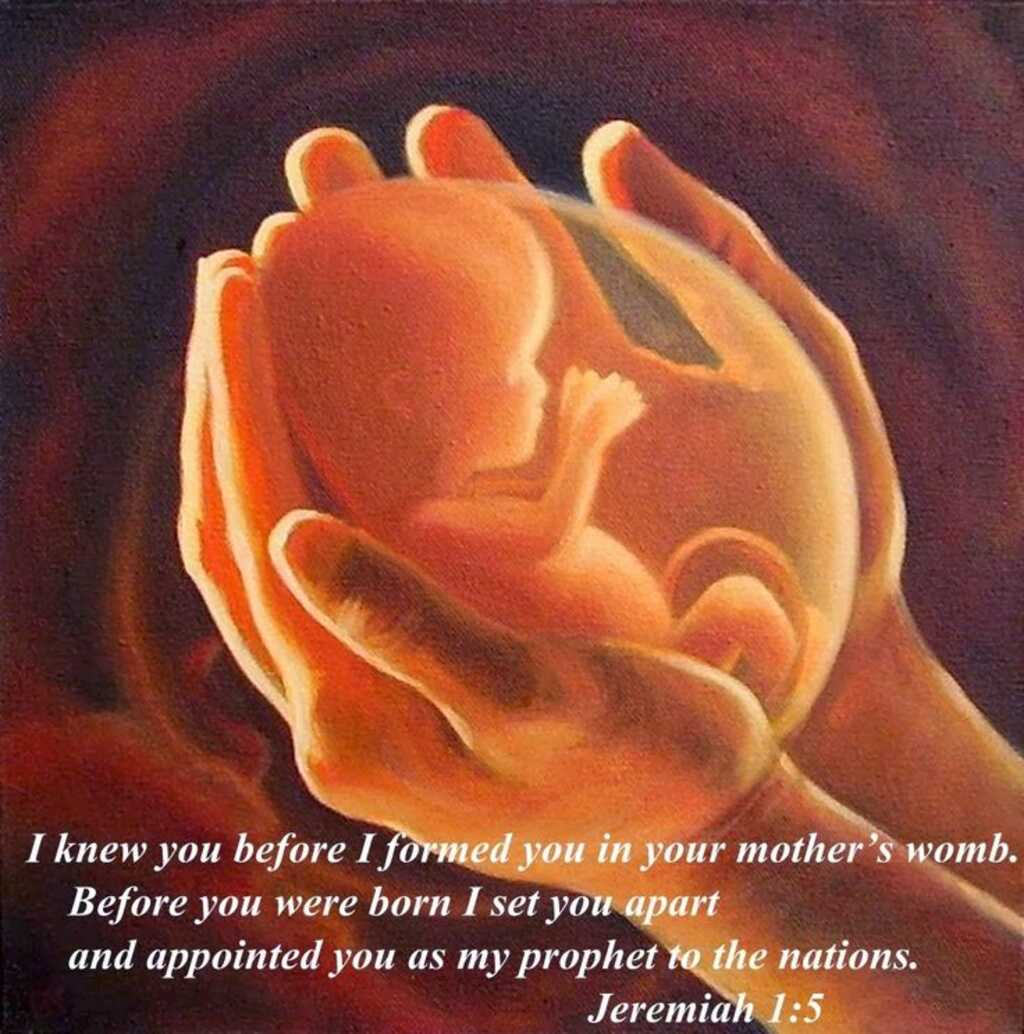 I knew you before I formed you in your mother’s womb.
Before you were born I set you apart
and appointed you as my prophet to the nations.
Jeremiah 1:5